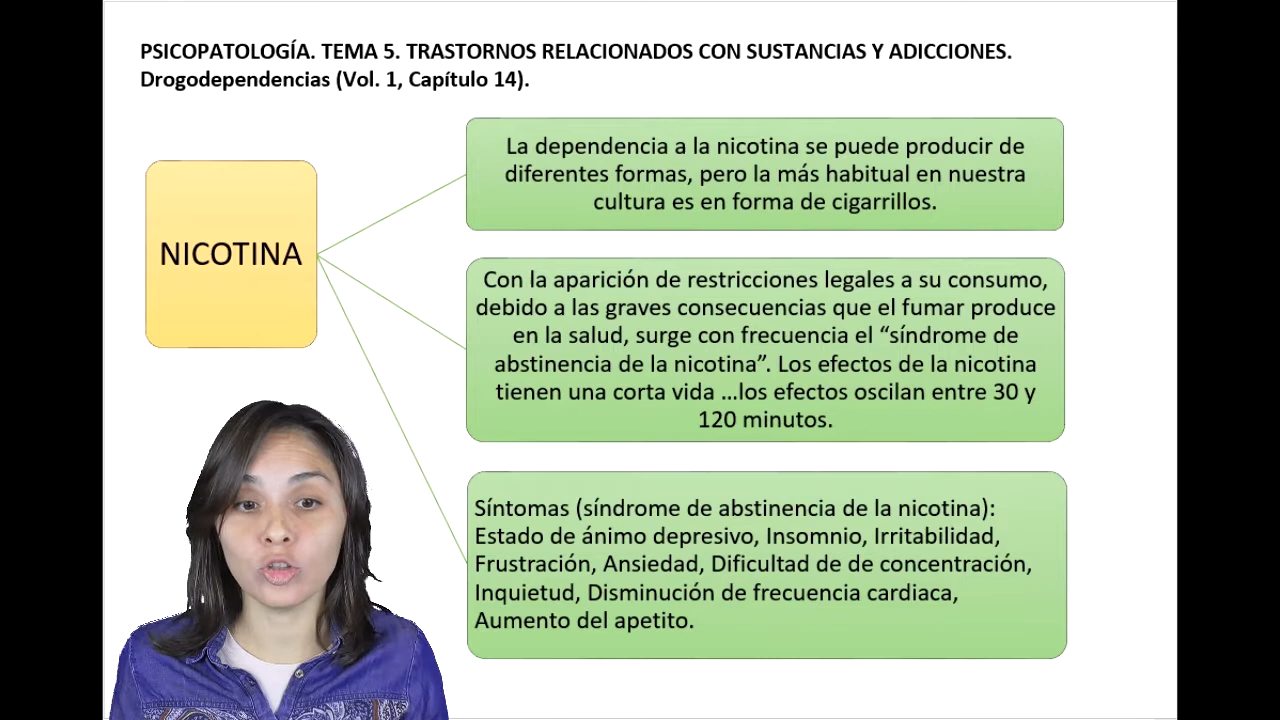 PSICOPATOLOGÍA. TEMA 5. TRASTORNOS RELACIONADOS CON SUSTANCIAS Y ADICCIONES.
Drogodependencias (Vol. 1, Capítulo 14).
NICOTINA
La dependencia a la nicotina se puede producir de
diferentes formas, pero la más habitual en nuestra
cultura es en forma de cigarrillos.
Con la aparición de restricciones legales a su consumo,
debido a las graves consecuencias que el fumar produce
en la salud, surge con frecuencia el “síndrome de
abstinencia de la nicotina”. Los efectos de la nicotina
tienen una corta vida …los efectos oscilan entre 30 y
120 minutos.
Síntomas (síndrome de abstinencia de la nicotina):
Estado de ánimo depresivo, Insomnio, Irritabilidad,
Frustración, Ansiedad, Dificultad de de concentración,
Inquietud, Disminución de frecuencia cardiaca,
Aumento del apetito.